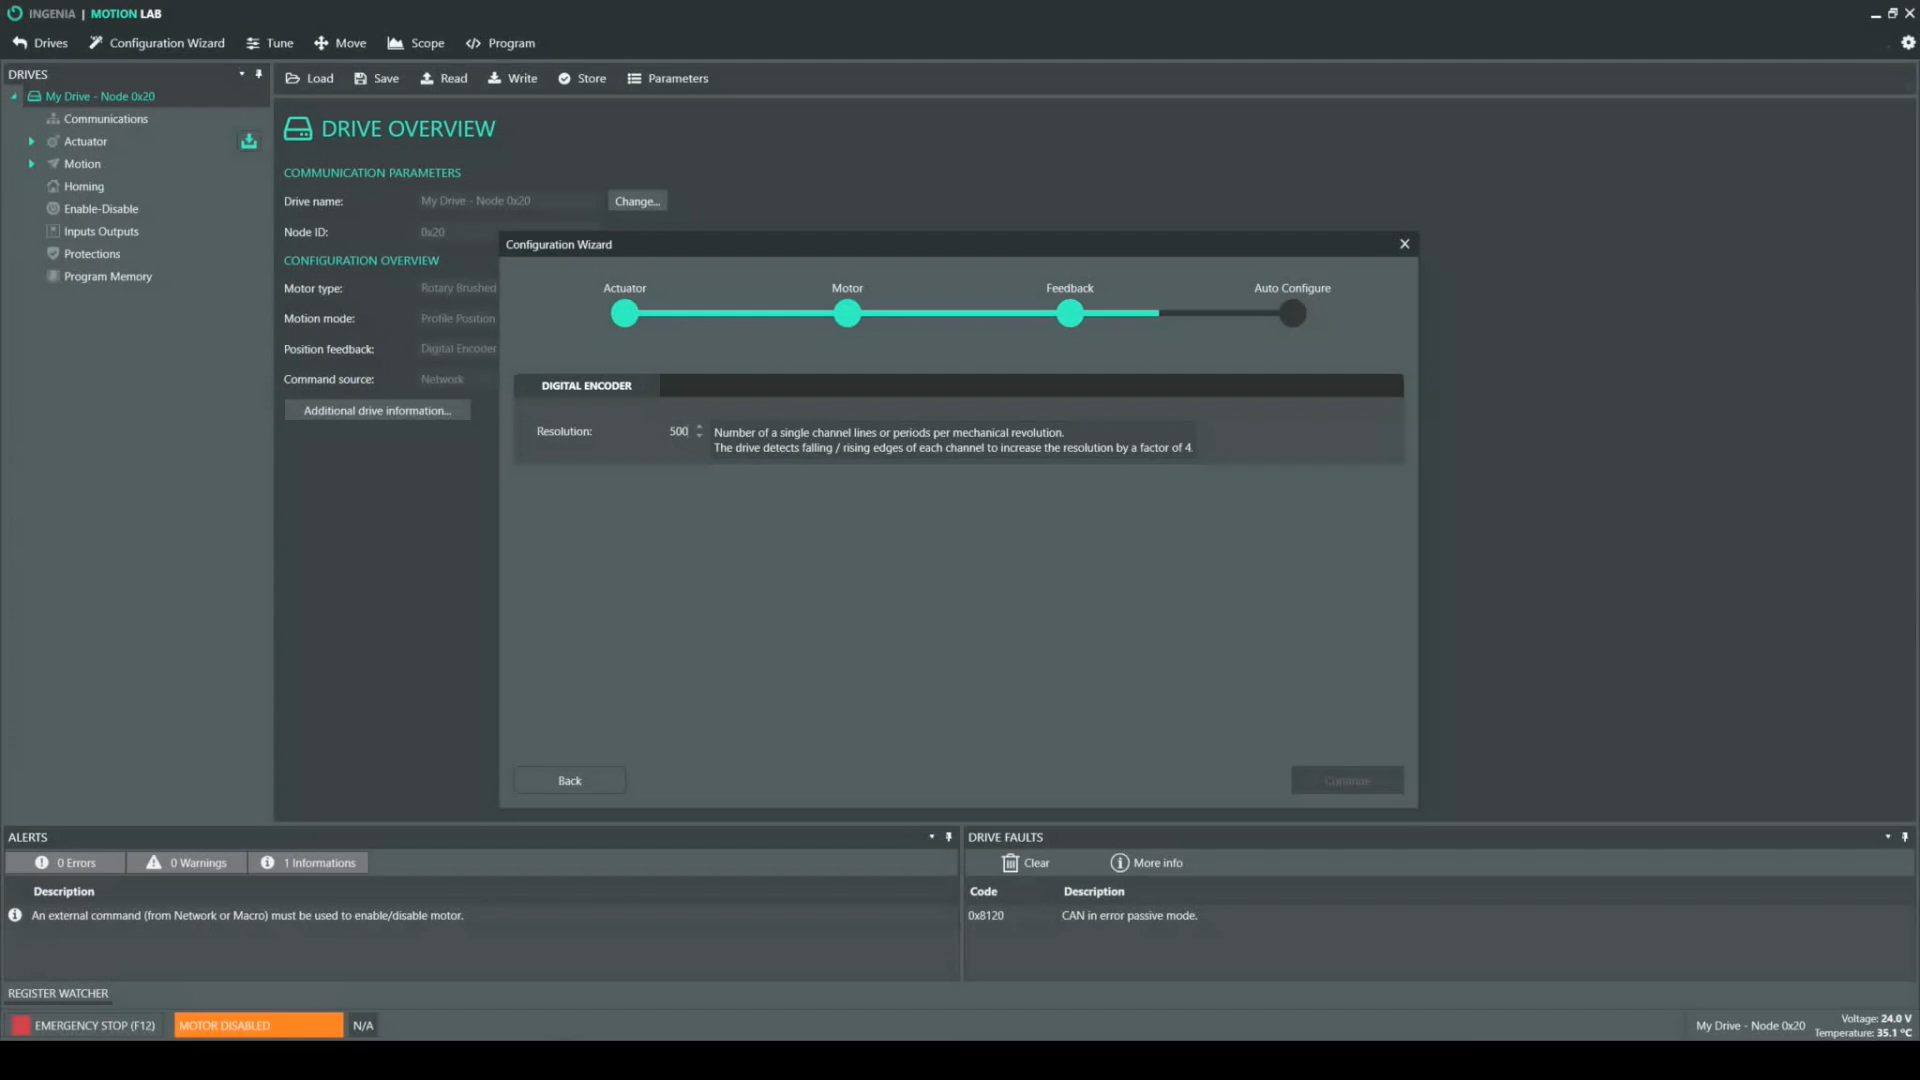 INGENIA | MOTION LAB
Drives Configuration Wizard Tune Move Scope Program
DRIVES
My Drive - Node 0x20
Communications
Actuator
Motion
Homing
Enable-Disable
Inputs Outputs
Protections
Program Memory
Load Save Read Write Store Parameters
DRIVE OVERVIEW
COMMUNICATION PARAMETERS
Drive name: My Drive - Node 0x20 Change...
Node ID: 0x20
CONFIGURATION OVERVIEW
Motor type: Rotary Brushed
Motion mode: Profile Position
Position feedback: Digital Encoder
Command source: Network
Additional drive information...
Configuration Wizard
Actuator Motor Feedback Auto Configure
DIGITAL ENCODER
Resolution: 500
Number of a single channel lines or periods per mechanical revolution.
The drive detects falling / rising edges of each channel to increase the resolution by a factor of 4.
Back Continue
ALERTS
0 Errors 0 Warnings 1 Informations
Description
An external command (from Network or Macro) must be used to enable/disable motor.
DRIVE FAULTS
Clear More info
Code Description
0x8120 CAN in error passive mode.
REGISTER WATCHER
EMERGENCY STOP (F12) MOTOR DISABLED N/A
My Drive - Node 0x20
Voltage: 24.0 V
Temperature: 35.1 ºC